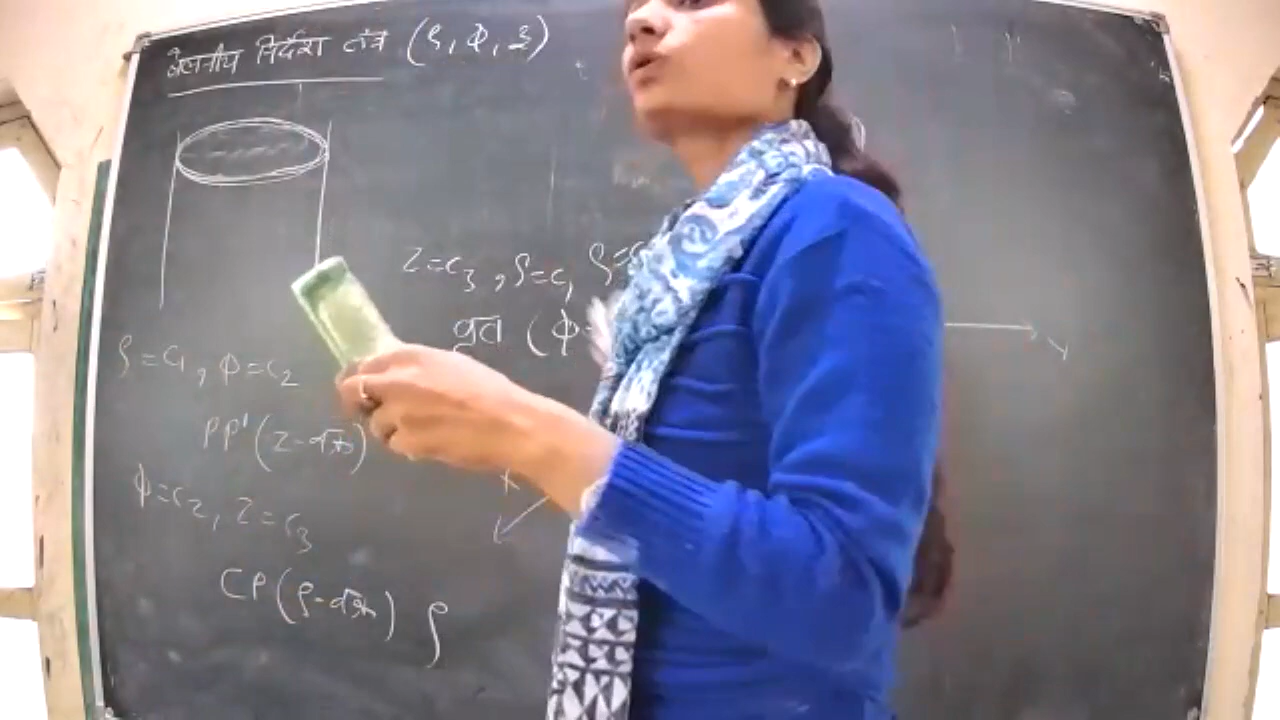 बेलनीय निर्देश तंत्र (ρ, φ, z)
z=c₃, ρ=c₁ ρ=
वृत्त (φ-
ρ=c₁, φ=c₂
PP' (z-वक्र)
φ=c₂, z=c₃
CP (ρ-वक्र) ρ
X
Y